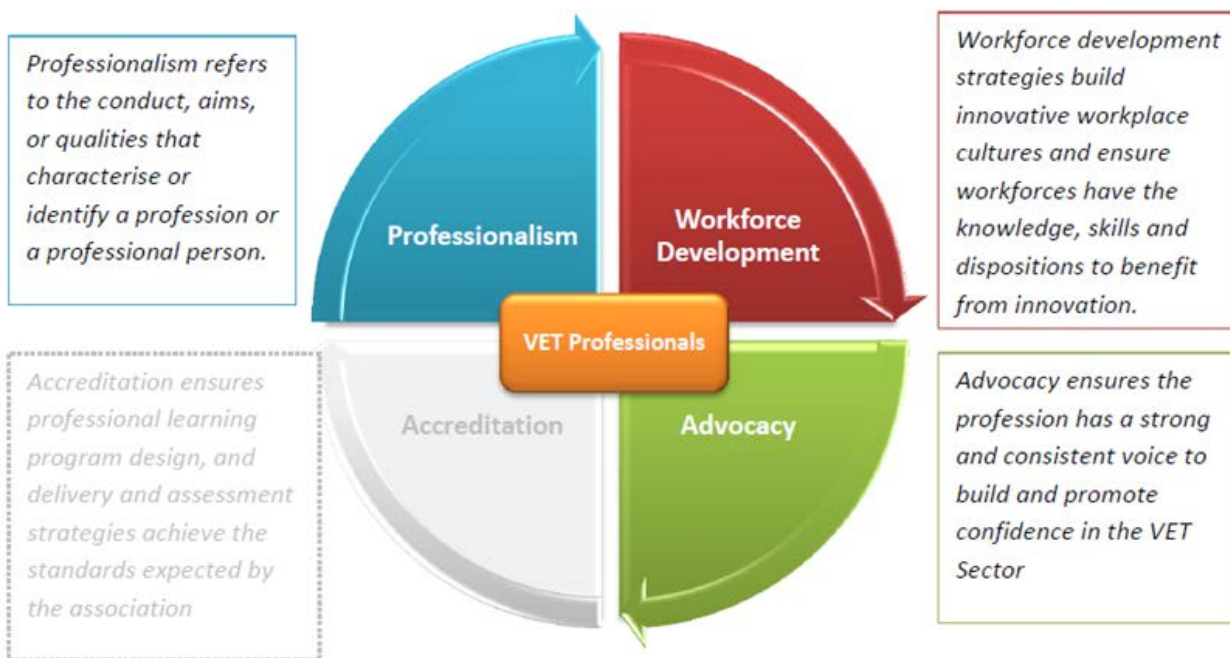 Professionalism refers
to the conduct, aims,
or qualities that
characterise or
identify a profession or
a professional person.
Professionalism
Workforce
Development
Workforce development
strategies build
innovative workplace
cultures and ensure
workforces have the
knowledge, skills and
dispositions to benefit
from innovation.
VET Professionals
Accreditation ensures
professional learning
program design, and
delivery and assessment
strategies achieve the
standards expected by
the association
Accreditation
Advocacy
Advocacy ensures the
profession has a strong
and consistent voice to
build and promote
confidence in the VET
Sector